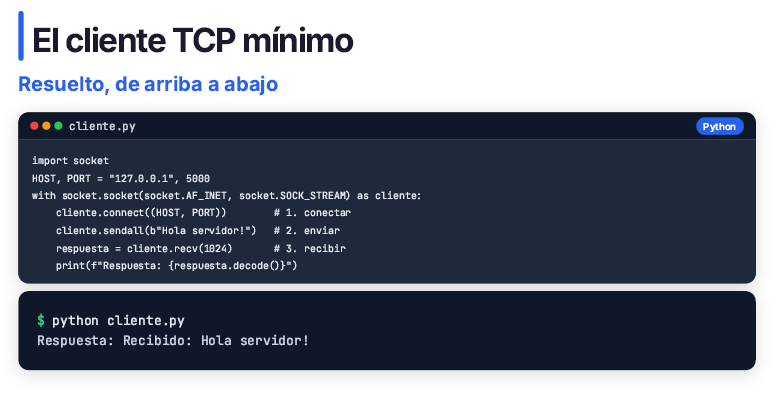 El cliente TCP mínimo
Resuelto, de arriba a abajo
cliente.py
Python
import socket
HOST, PORT = "127.0.0.1", 5000
with socket.socket(socket.AF_INET, socket.SOCK_STREAM) as cliente:
    cliente.connect((HOST, PORT))        # 1. conectar
    cliente.sendall(b"Hola servidor!")   # 2. enviar
    respuesta = cliente.recv(1024)       # 3. recibir
    print(f"Respuesta: {respuesta.decode()}")
$ python cliente.py
Respuesta: Recibido: Hola servidor!